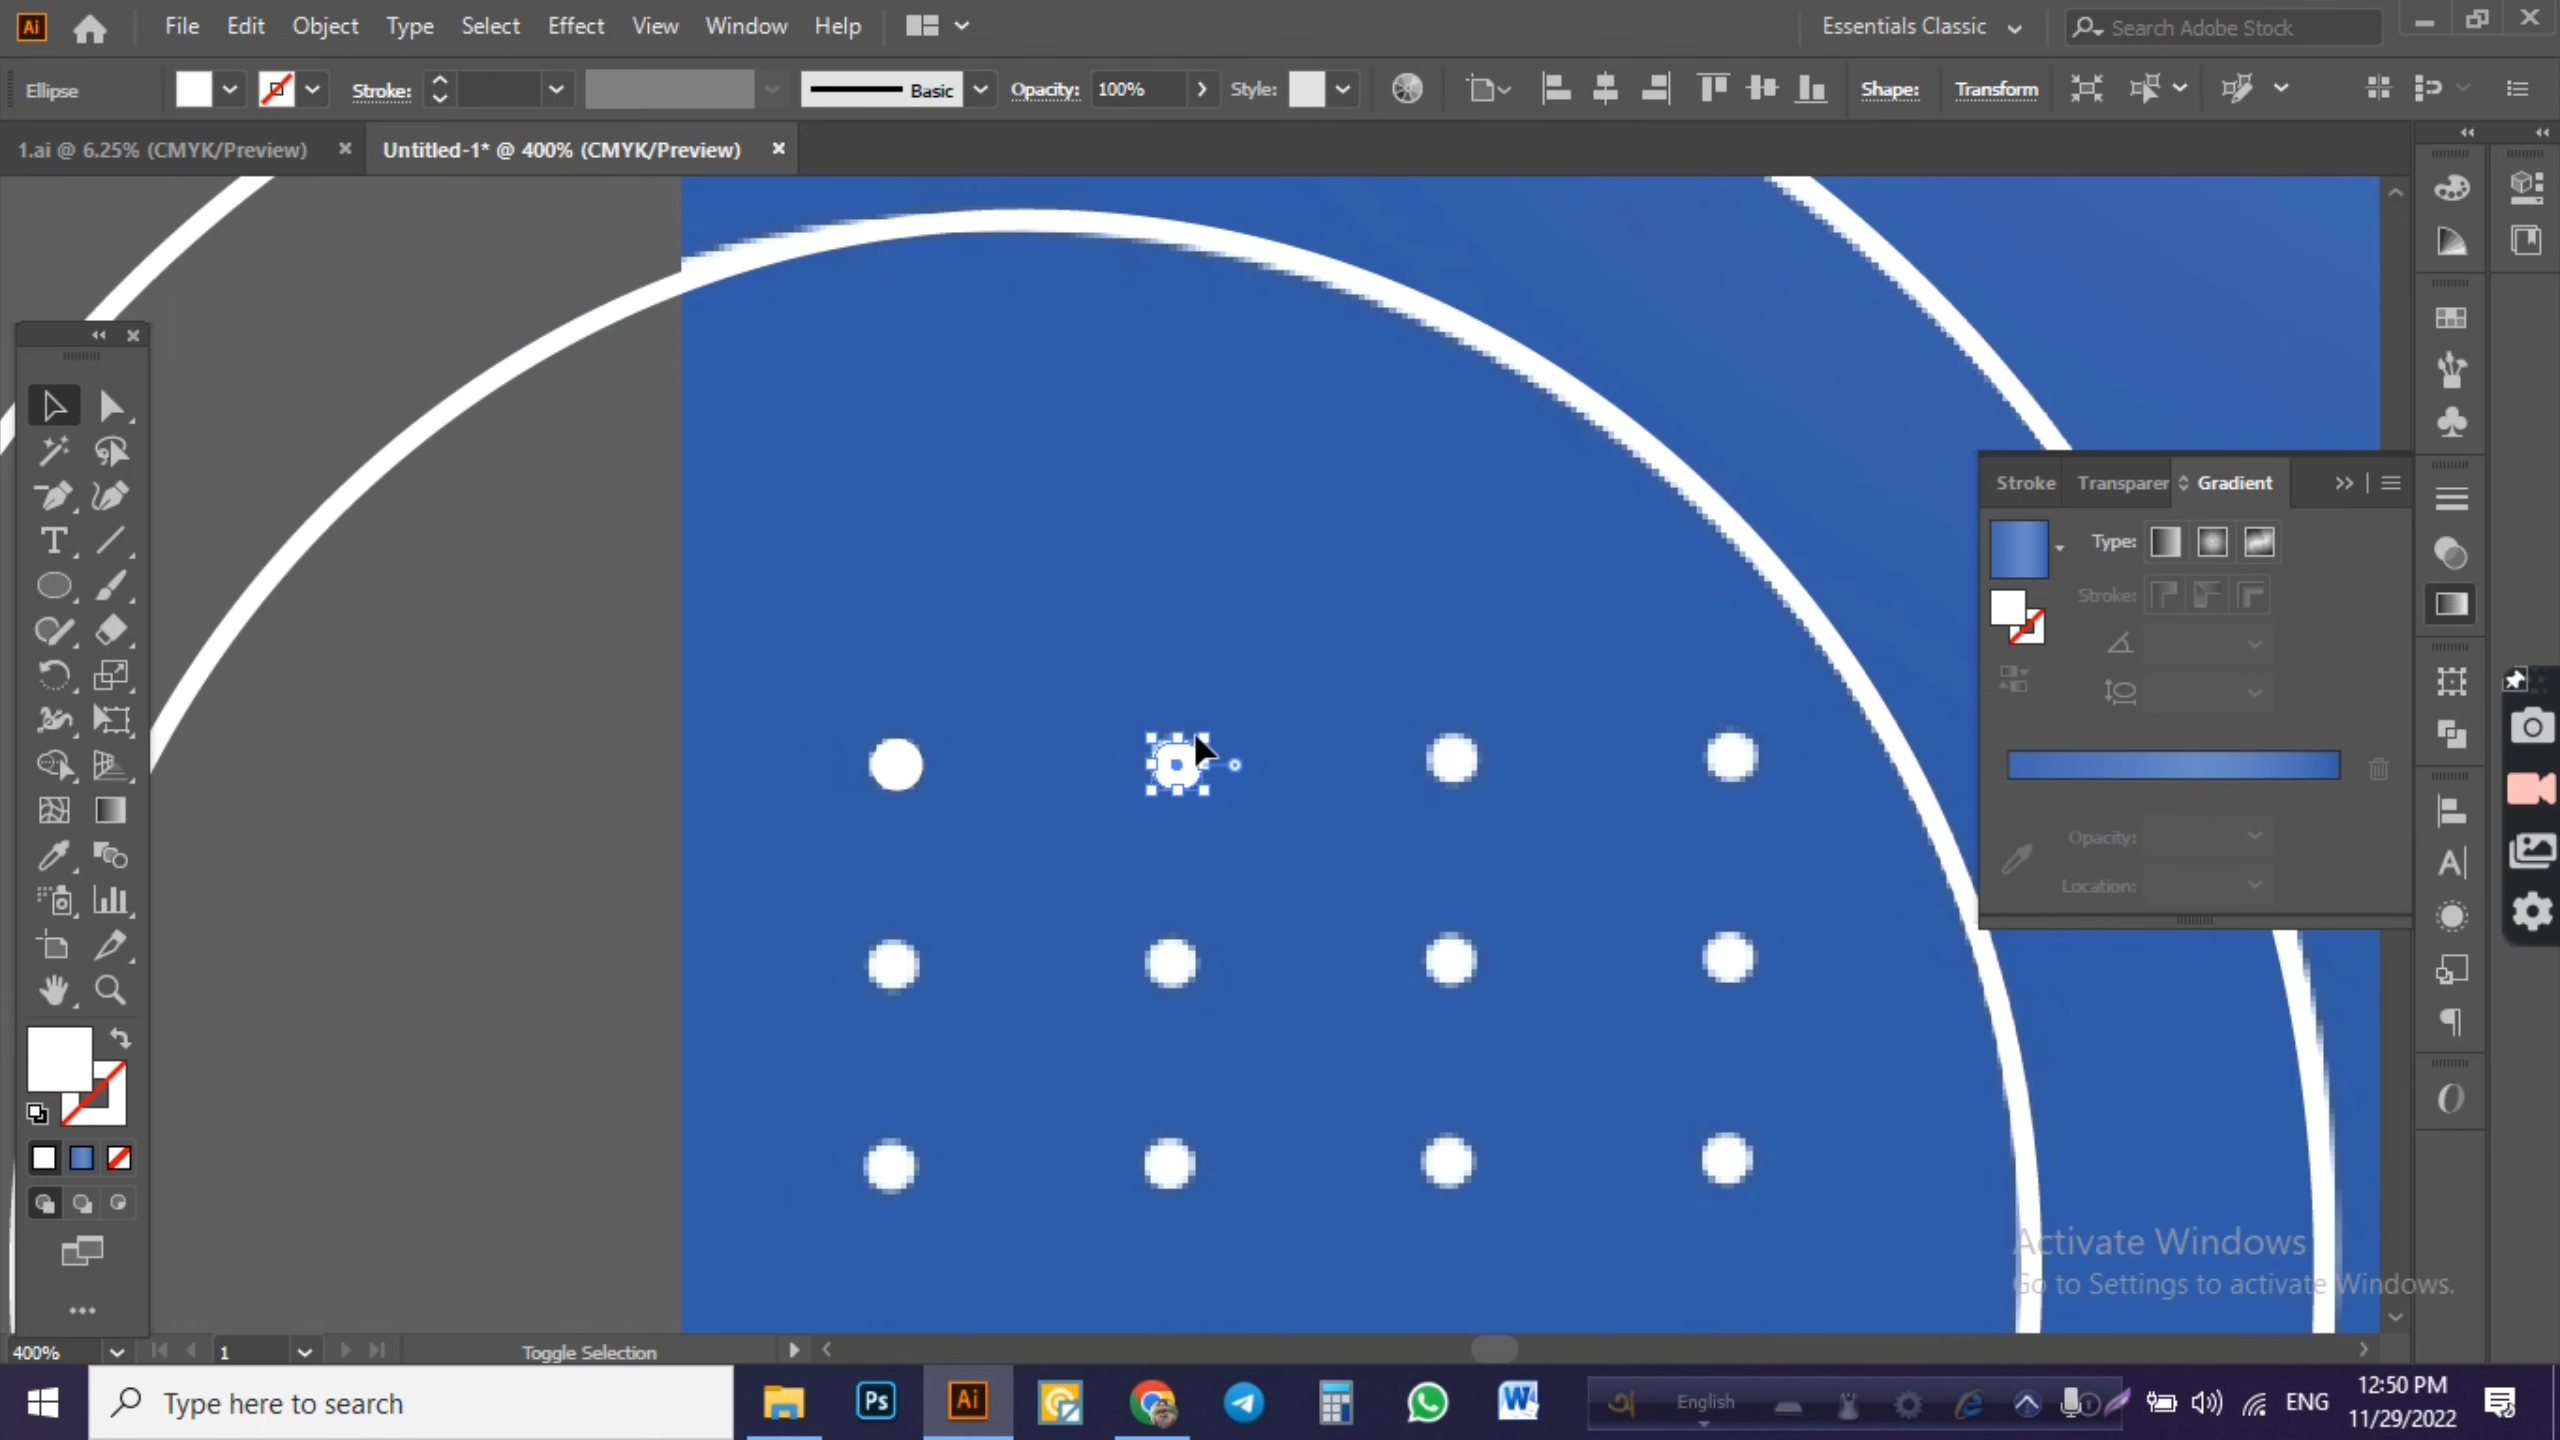 Ai File Edit Object Type Select Effect View Window Help Essentials Classic Search Adobe Stock
Ellipse Stroke: Basic Opacity: 100% Style: Shape: Transform
1.ai @ 6.25% (CMYK/Preview) Untitled-1* @ 400% (CMYK/Preview)
Stroke Transparer Gradient
Type:
Stroke:
Opacity:
Location:
Activate Windows
Go to Settings to activate Windows.
400% 1 Toggle Selection
Type here to search Ps Ai W English ENG
12:50 PM
11/29/2022